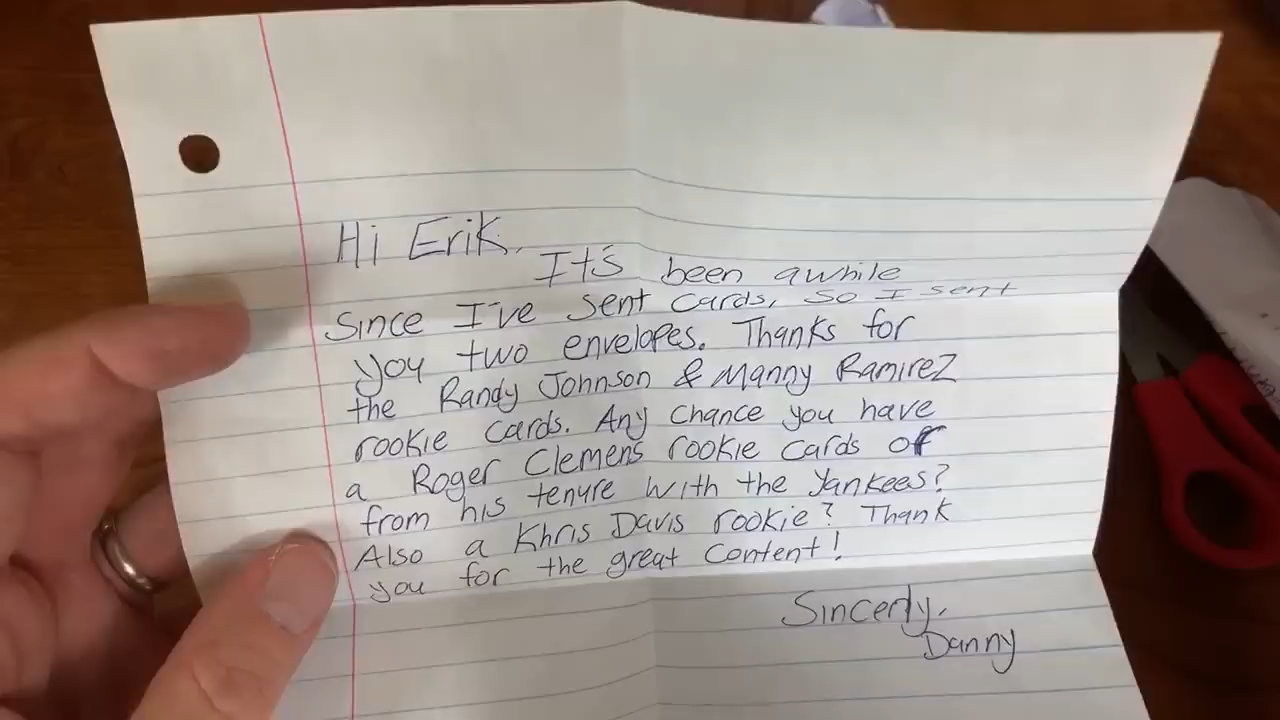 Hi Erik,
It's been awhile
Since I've sent cards, so I sent
you two envelopes. Thanks for
the Randy Johnson & Manny Ramirez
rookie cards. Any chance you have
a Roger Clemens rookie cards of
from his tenure with the Yankees?
Also a Khris Davis rookie? Thank
you for the great content!
Sincerly,
Danny